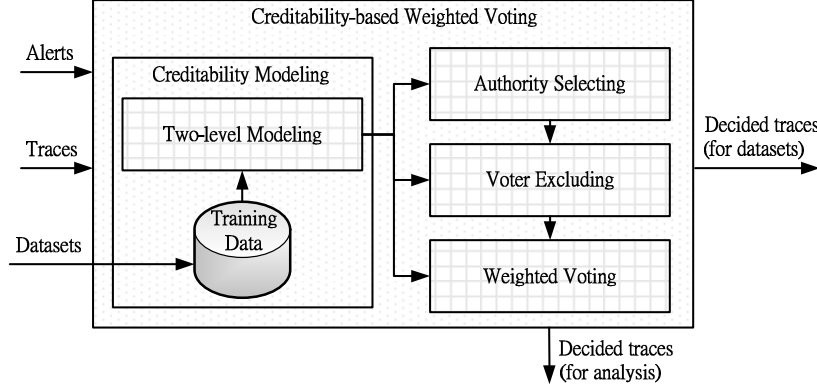 Creditability-based Weighted Voting
Alerts
Creditability Modeling
Two-level Modeling
Authority Selecting
Traces
Voter Excluding
Decided traces
(for datasets)
Training
Data
Datasets
Weighted Voting
Decided traces
(for analysis)